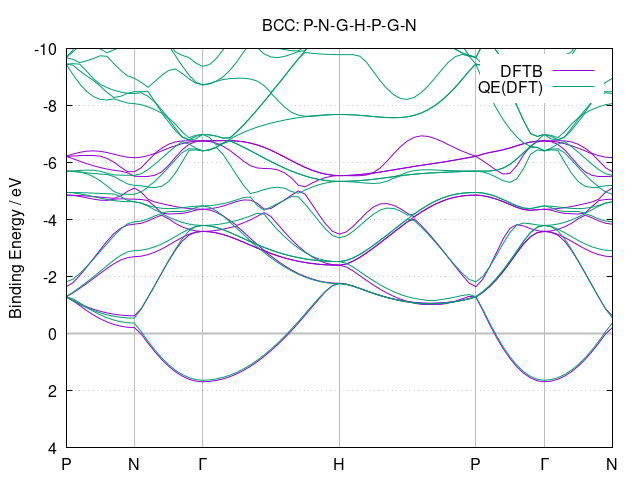 BCC: P-N-G-H-P-G-N
-10
-8
-6
-4
-2
0
2
4
Binding Energy / eV
DFTB
QE(DFT)
P N Γ H P Γ N